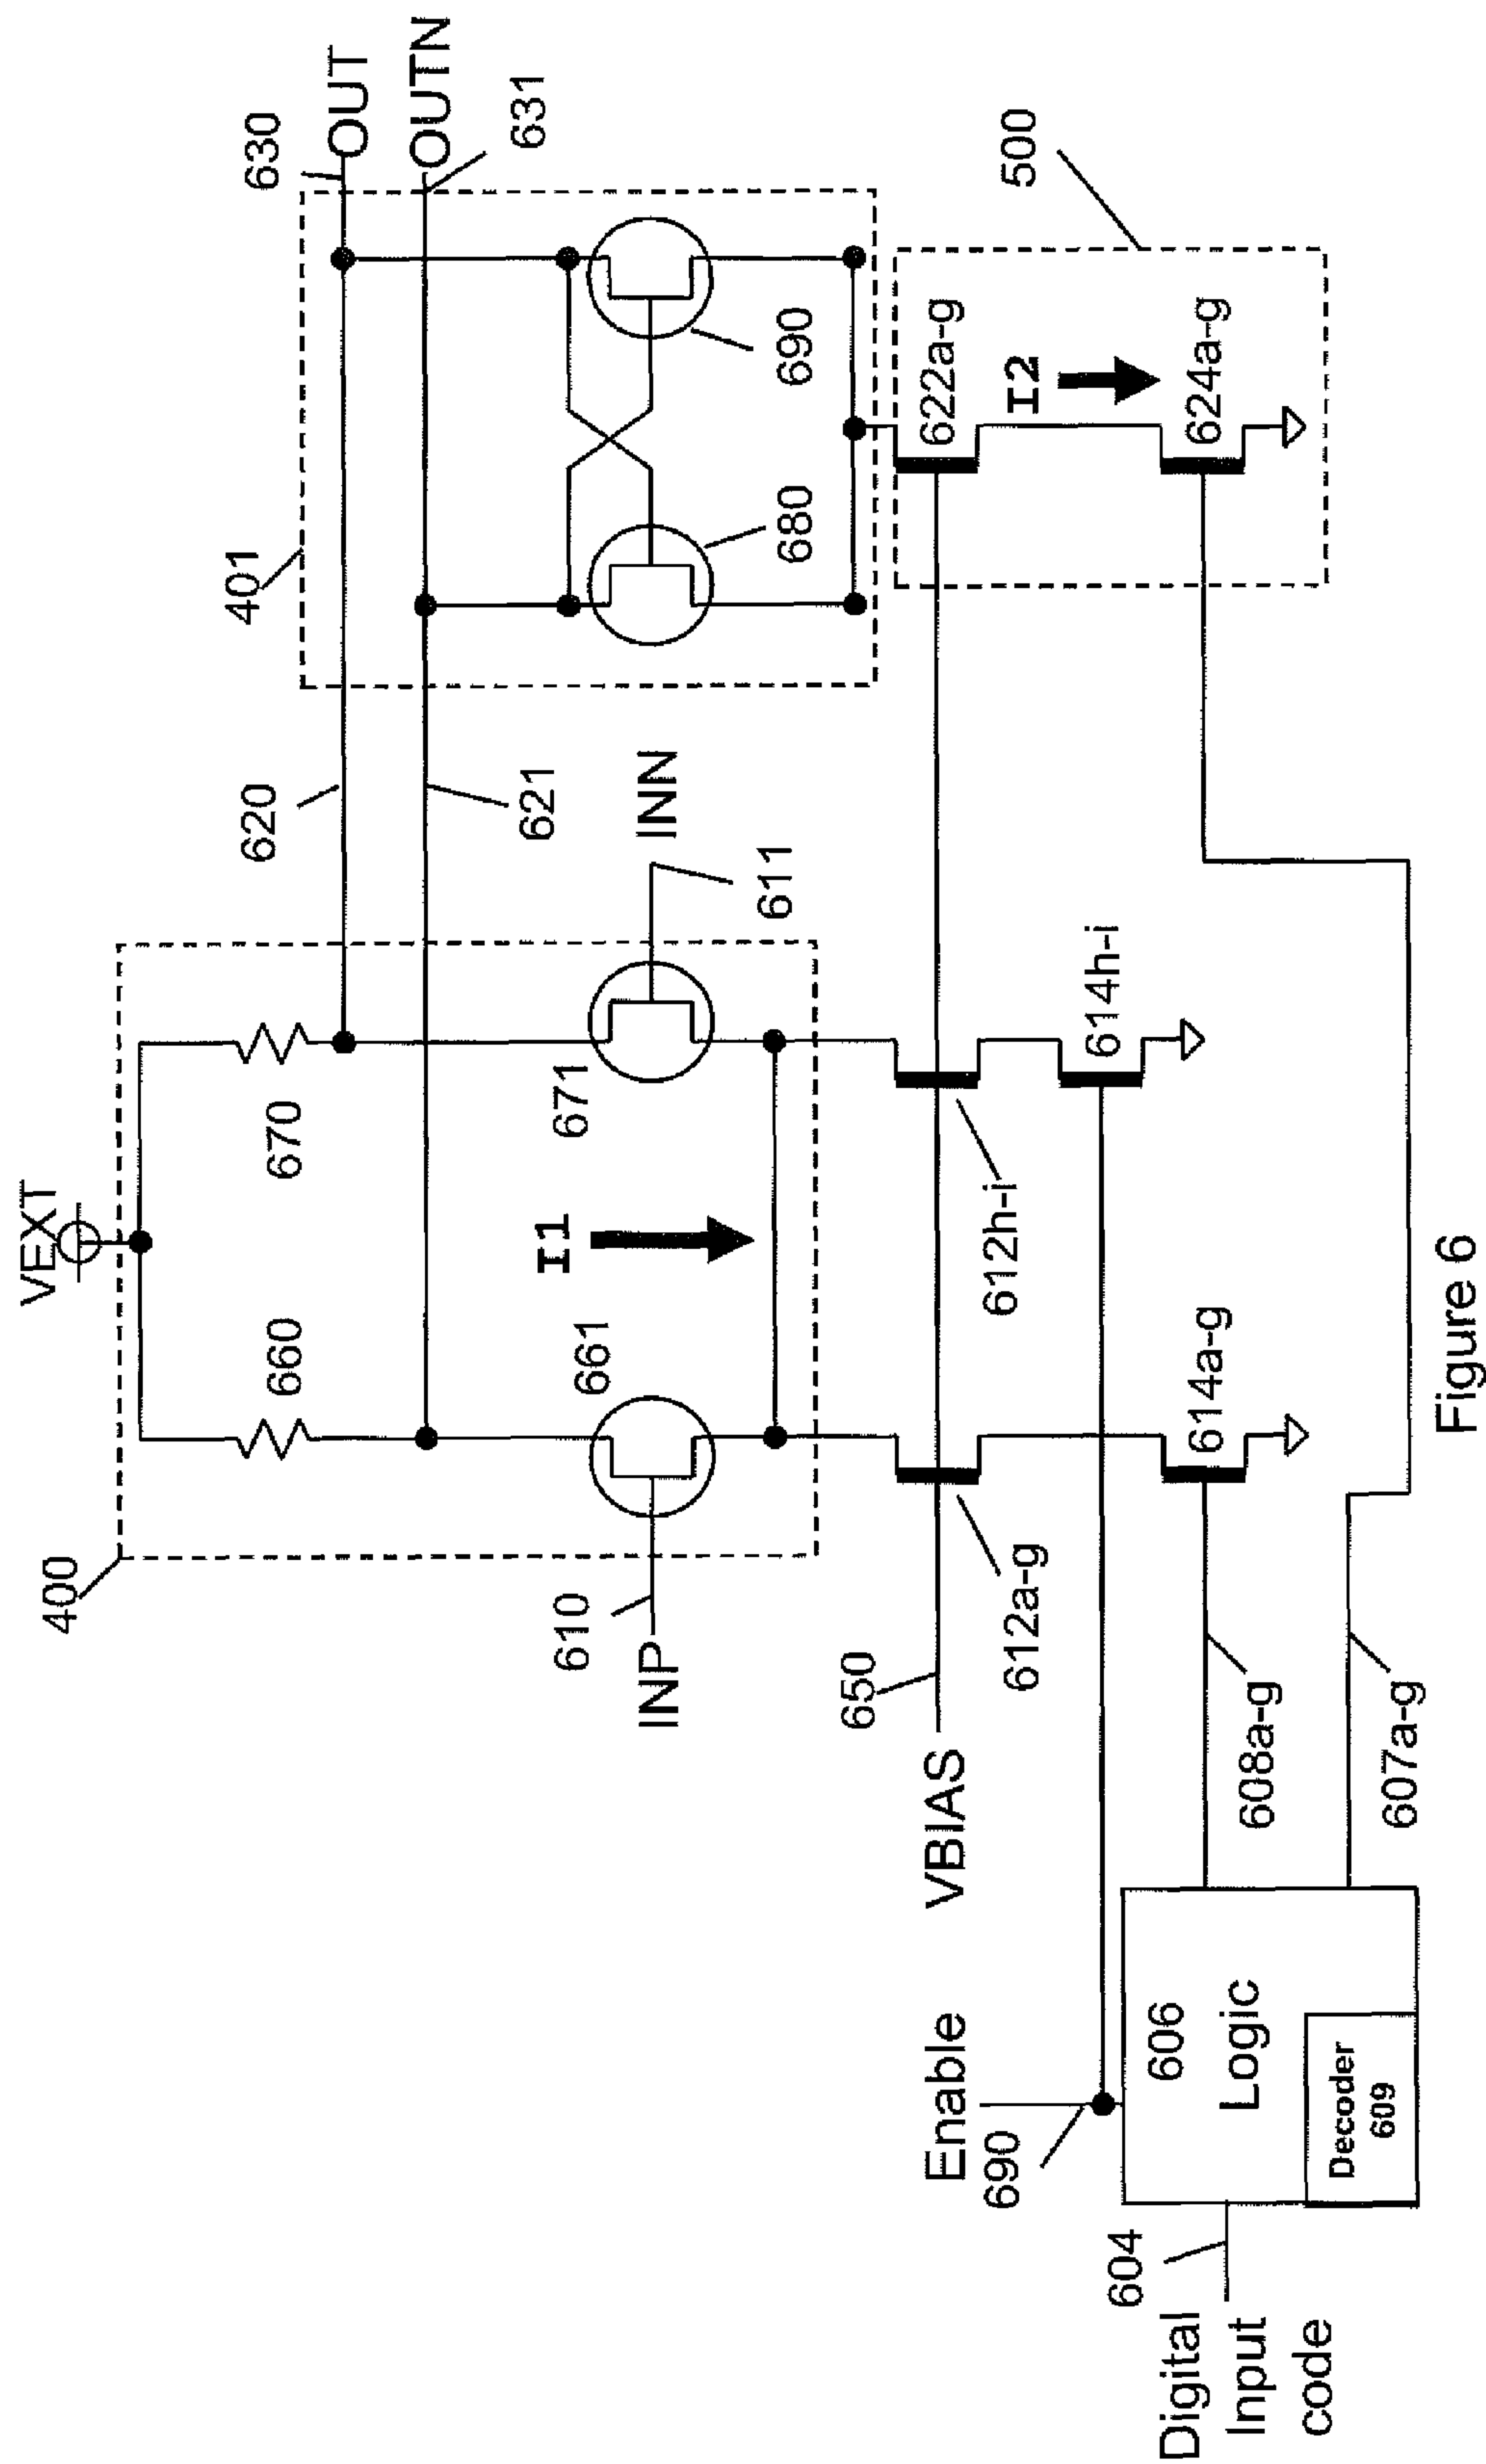 VEXT
400
660
670
620
621
401
630
OUT
OUTN
631
661
I1
671
INN
611
680
690
500
610
INP
650
VBIAS
612a-g
612h-i
614h-i
614a-g
622a-g
I2
624a-g
Enable
690
606
Logic
Decoder
609
608a-g
607a-g
604
Digital
Input
code
Figure 6